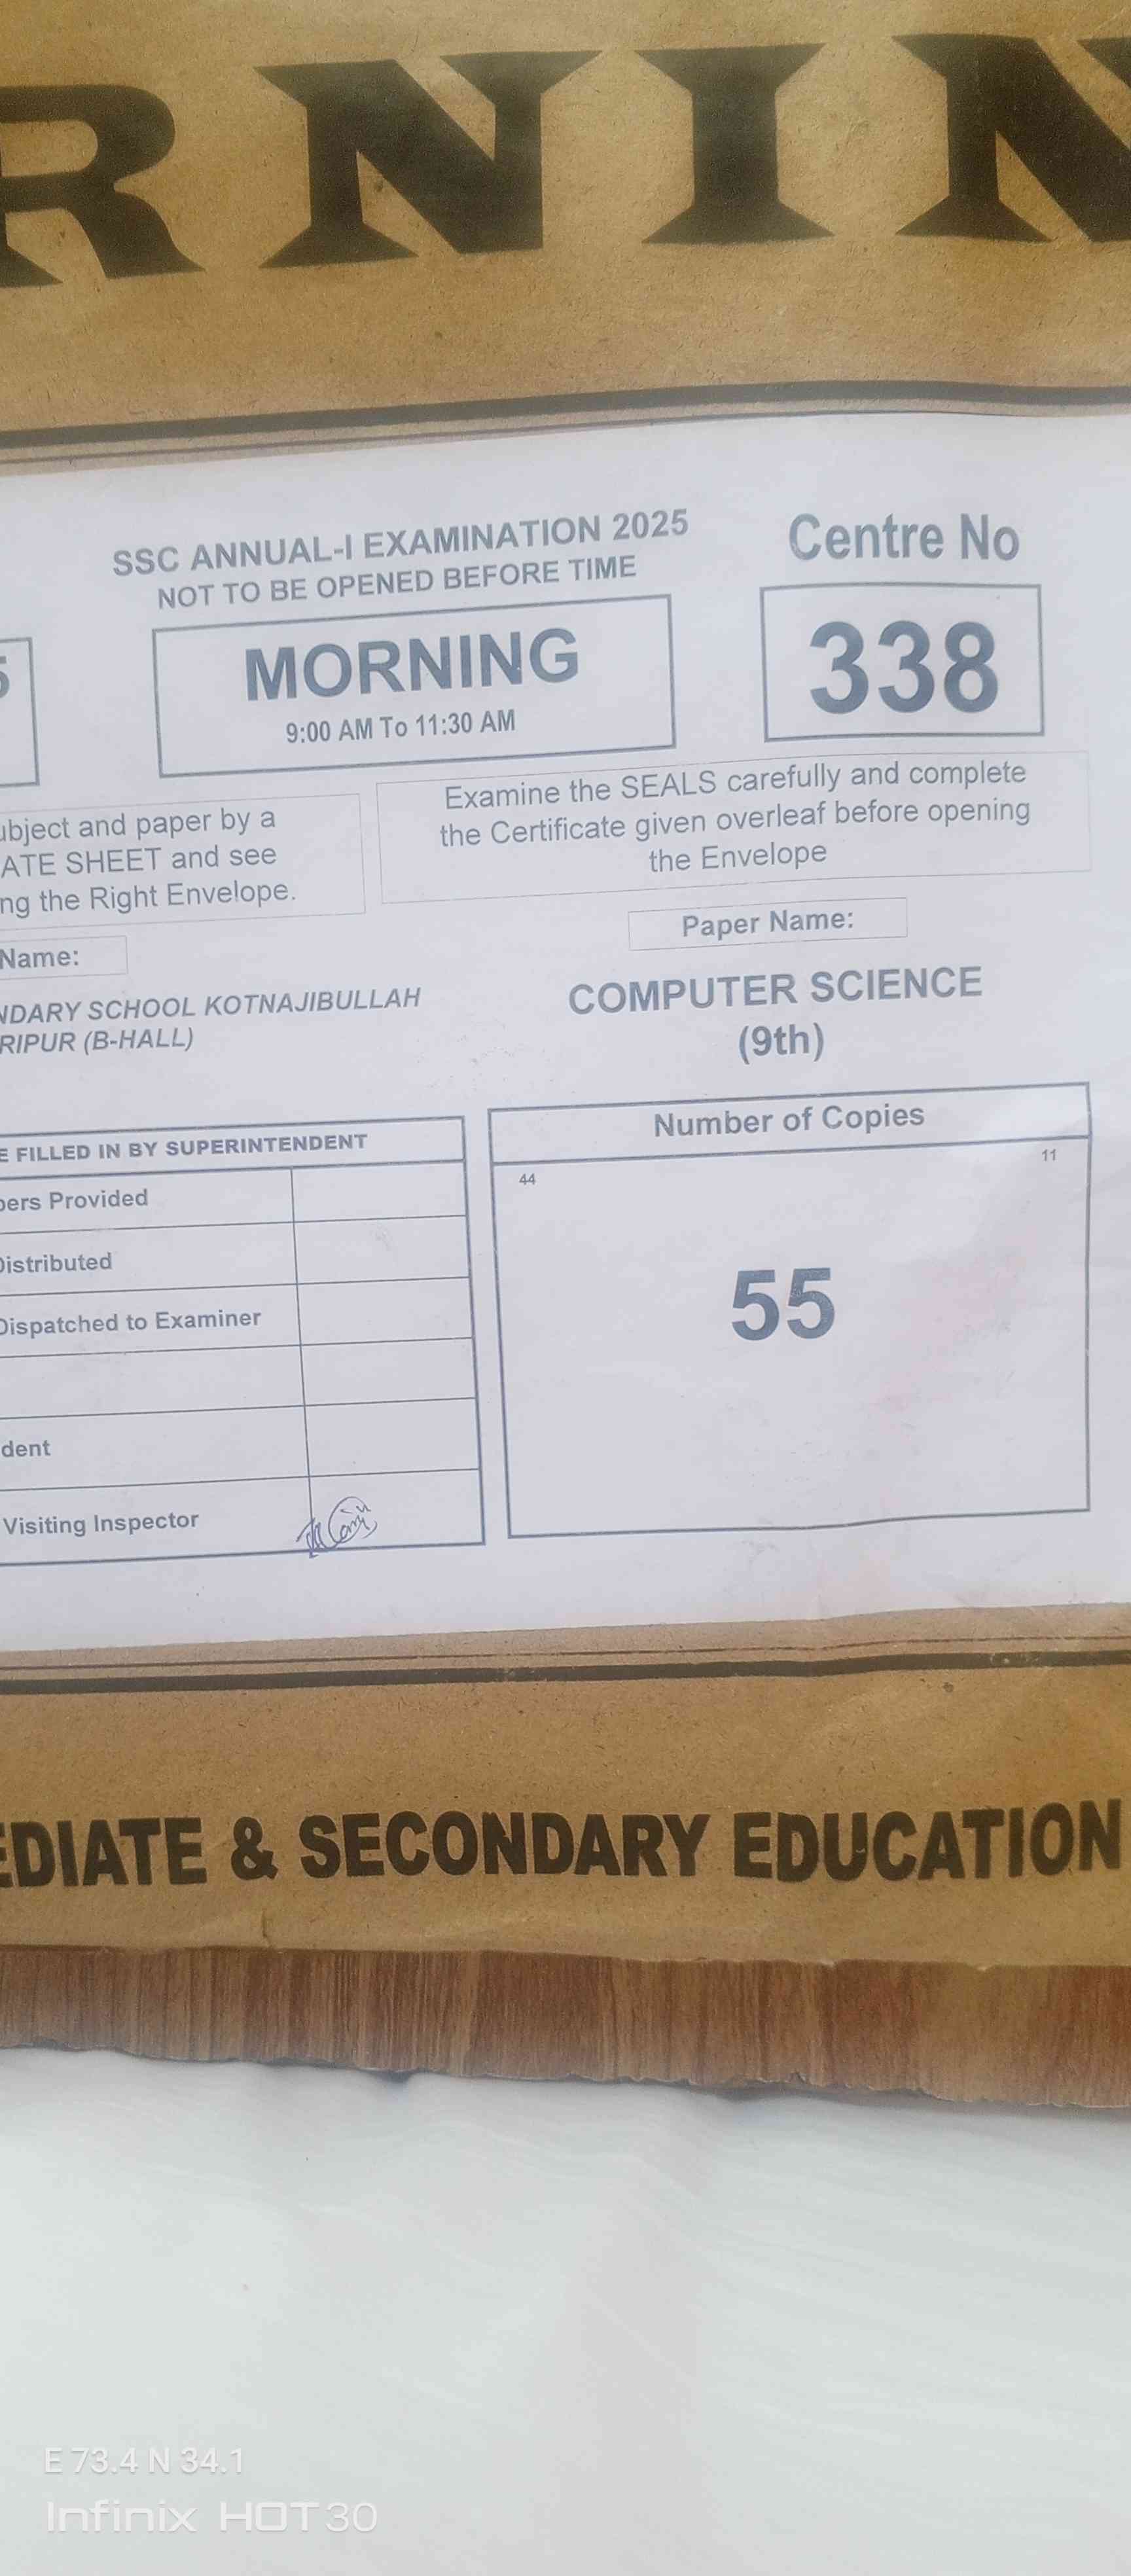 RNIN
SSC ANNUAL-I EXAMINATION 2025
NOT TO BE OPENED BEFORE TIME
Centre No
MORNING
9:00 AM To 11:30 AM
338
5
ubject and paper by a
ATE SHEET and see
ng the Right Envelope.
Examine the SEALS carefully and complete
the Certificate given overleaf before opening
the Envelope
Name:
Paper Name:
NDARY SCHOOL KOTNAJIBULLAH
RIPUR (B-HALL)
COMPUTER SCIENCE
(9th)
E FILLED IN BY SUPERINTENDENT
pers Provided
Distributed
Dispatched to Examiner
dent
Visiting Inspector
Number of Copies
44
11
55
EDIATE & SECONDARY EDUCATION
E 73.4 N 34.1
Infinix HOT 30